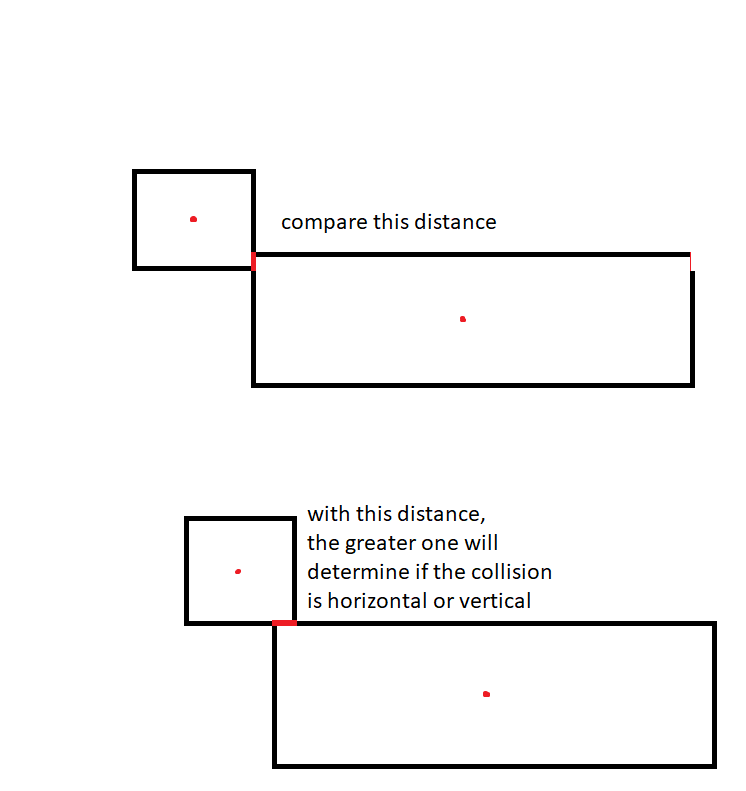 compare this distance
with this distance,
the greater one will
determine if the collision
is horizontal or vertical